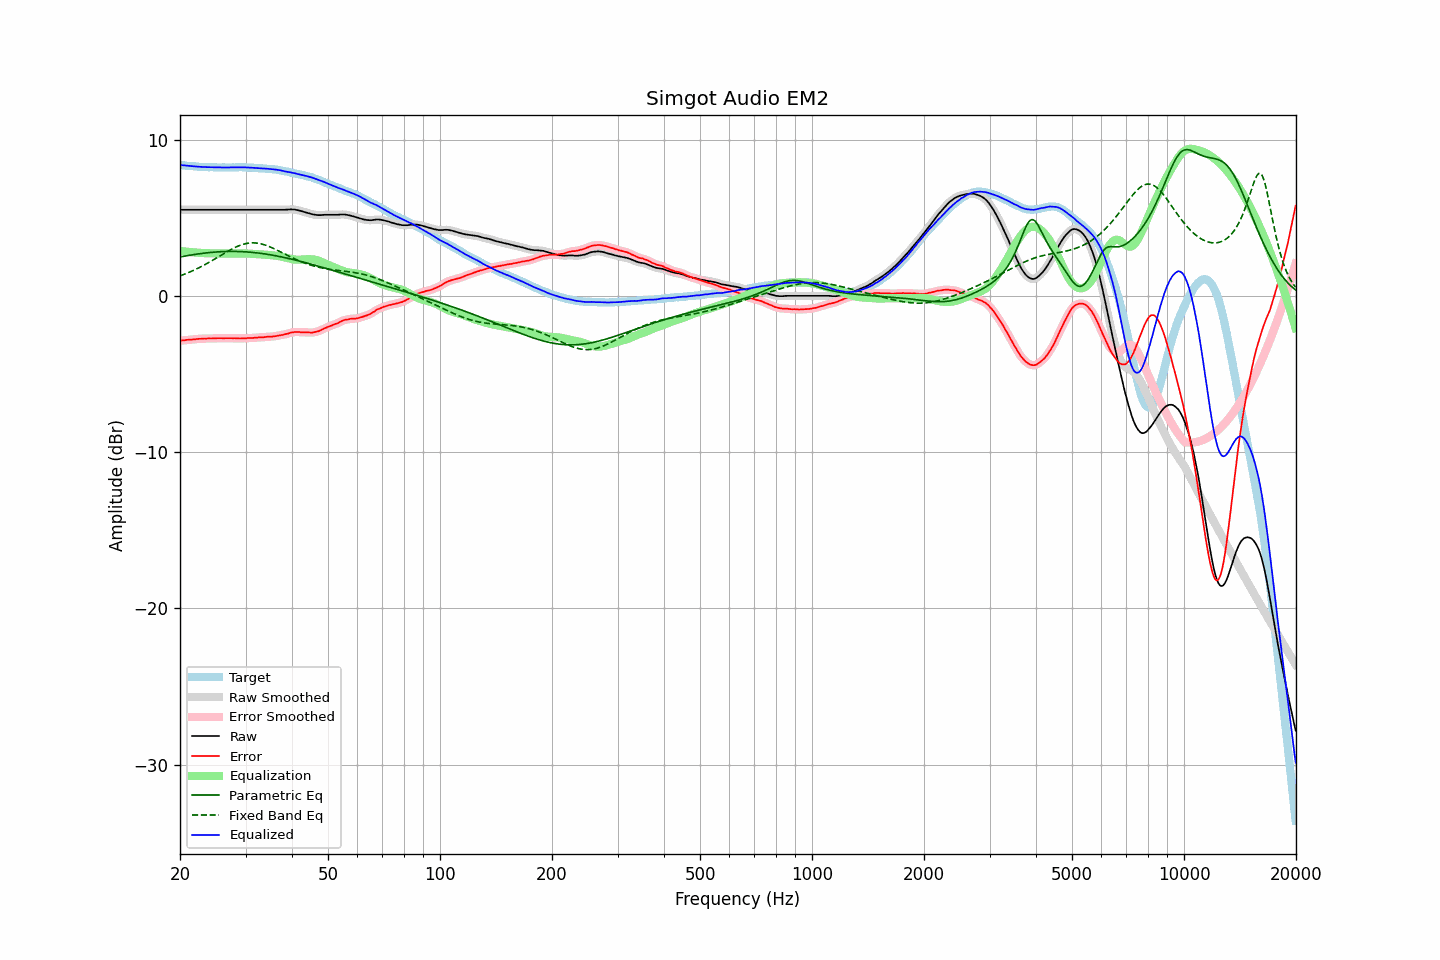 Simgot Audio EM2
10
0
−10
−20
−30
Amplitude (dBr)
Target
Raw Smoothed
Error Smoothed
Raw
Error
Equalization
Parametric Eq
Fixed Band Eq
Equalized
20 50 100 200 500 1000 2000 5000 10000 20000
Frequency (Hz)